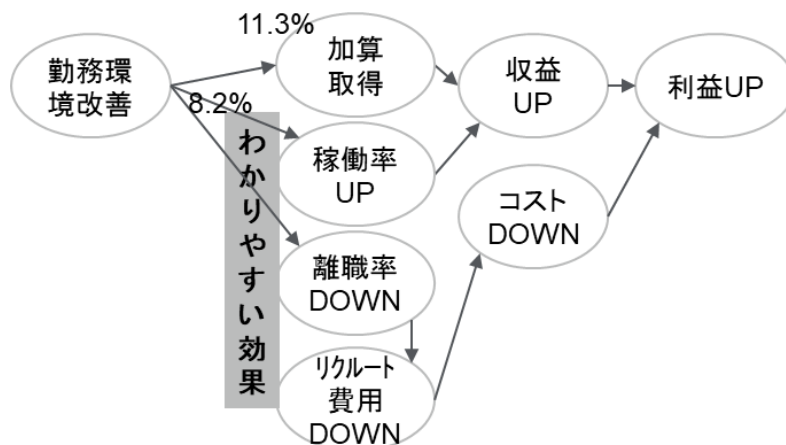 11.3%
勤務環
境改善
8.2%
加算
取得
収益
UP
利益UP
わかりやすい効果
稼働率
UP
コスト
DOWN
離職率
DOWN
リクルート
費用
DOWN